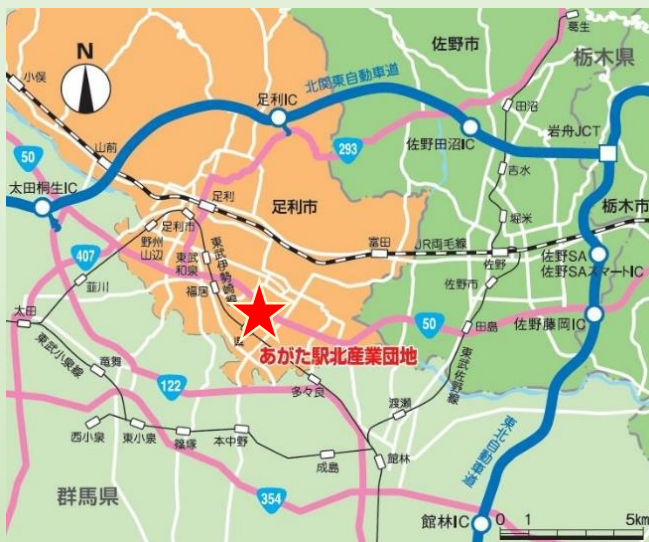 葛生
栃木県
佐野市
北関東自動車道
N
小俣
田沼
足利IC
岩舟JCT
佐野田沼IC
293
山前
50
吉水
太田桐生IC
足利
足利市
栃木市
堀米
足利市
富田
JR両毛線
野州
山辺
東武
和泉
東武伊勢崎線
佐野
佐野SA
佐野SAスマートIC
407
韮川
福居
佐野市
太田
50
田島
佐野藤岡IC
あがた駅北産業団地
東武小泉線
竜舞
122
多々良
東武佐野線
渡瀬
西小泉
東小泉
篠塚
本中野
成島
館林
東北自動車道
群馬県
354
館林IC
0 1 5km